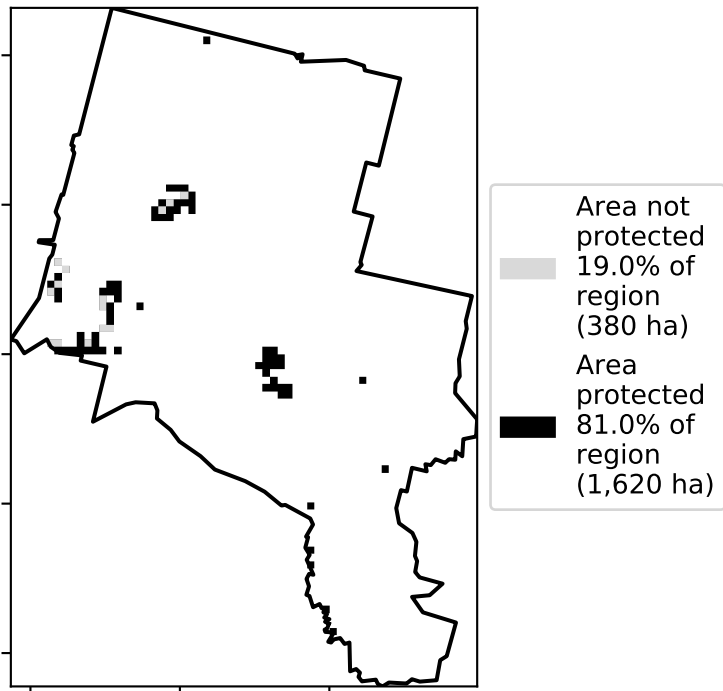 Area not
protected
19.0% of
region
(380 ha)
Area
protected
81.0% of
region
(1,620 ha)